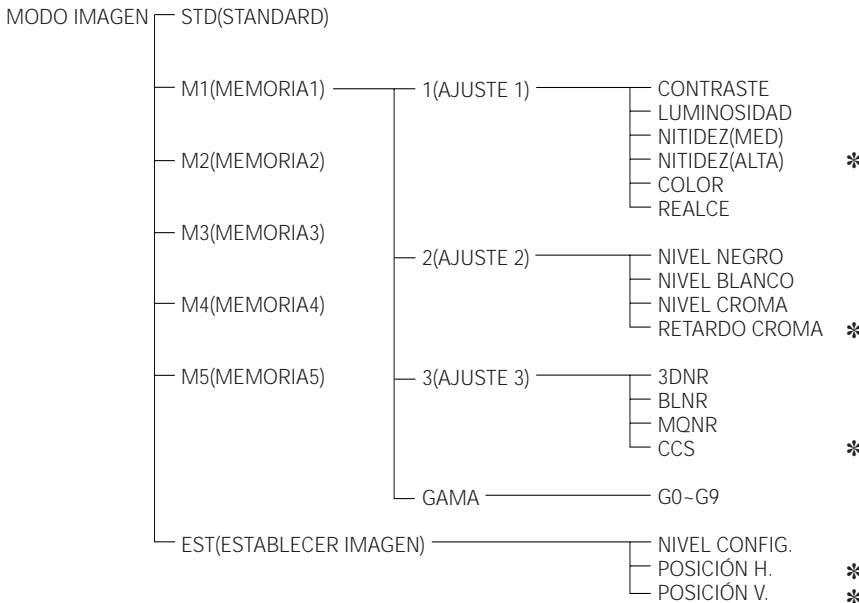 MODO IMAGEN
STD(STANDARD)
M1(MEMORIA1)
1(AJUSTE 1)
CONTRASTE
LUMINOSIDAD
NITIDEZ(MED)
NITIDEZ(ALTA) ✻
COLOR
REALCE
M2(MEMORIA2)
M3(MEMORIA3)
2(AJUSTE 2)
NIVEL NEGRO
NIVEL BLANCO
NIVEL CROMA
RETARDO CROMA ✻
M4(MEMORIA4)
M5(MEMORIA5)
3(AJUSTE 3)
3DNR
BLNR
MQNR
CCS ✻
GAMA
G0~G9
EST(ESTABLECER IMAGEN)
NIVEL CONFIG.
POSICIÓN H. ✻
POSICIÓN V. ✻